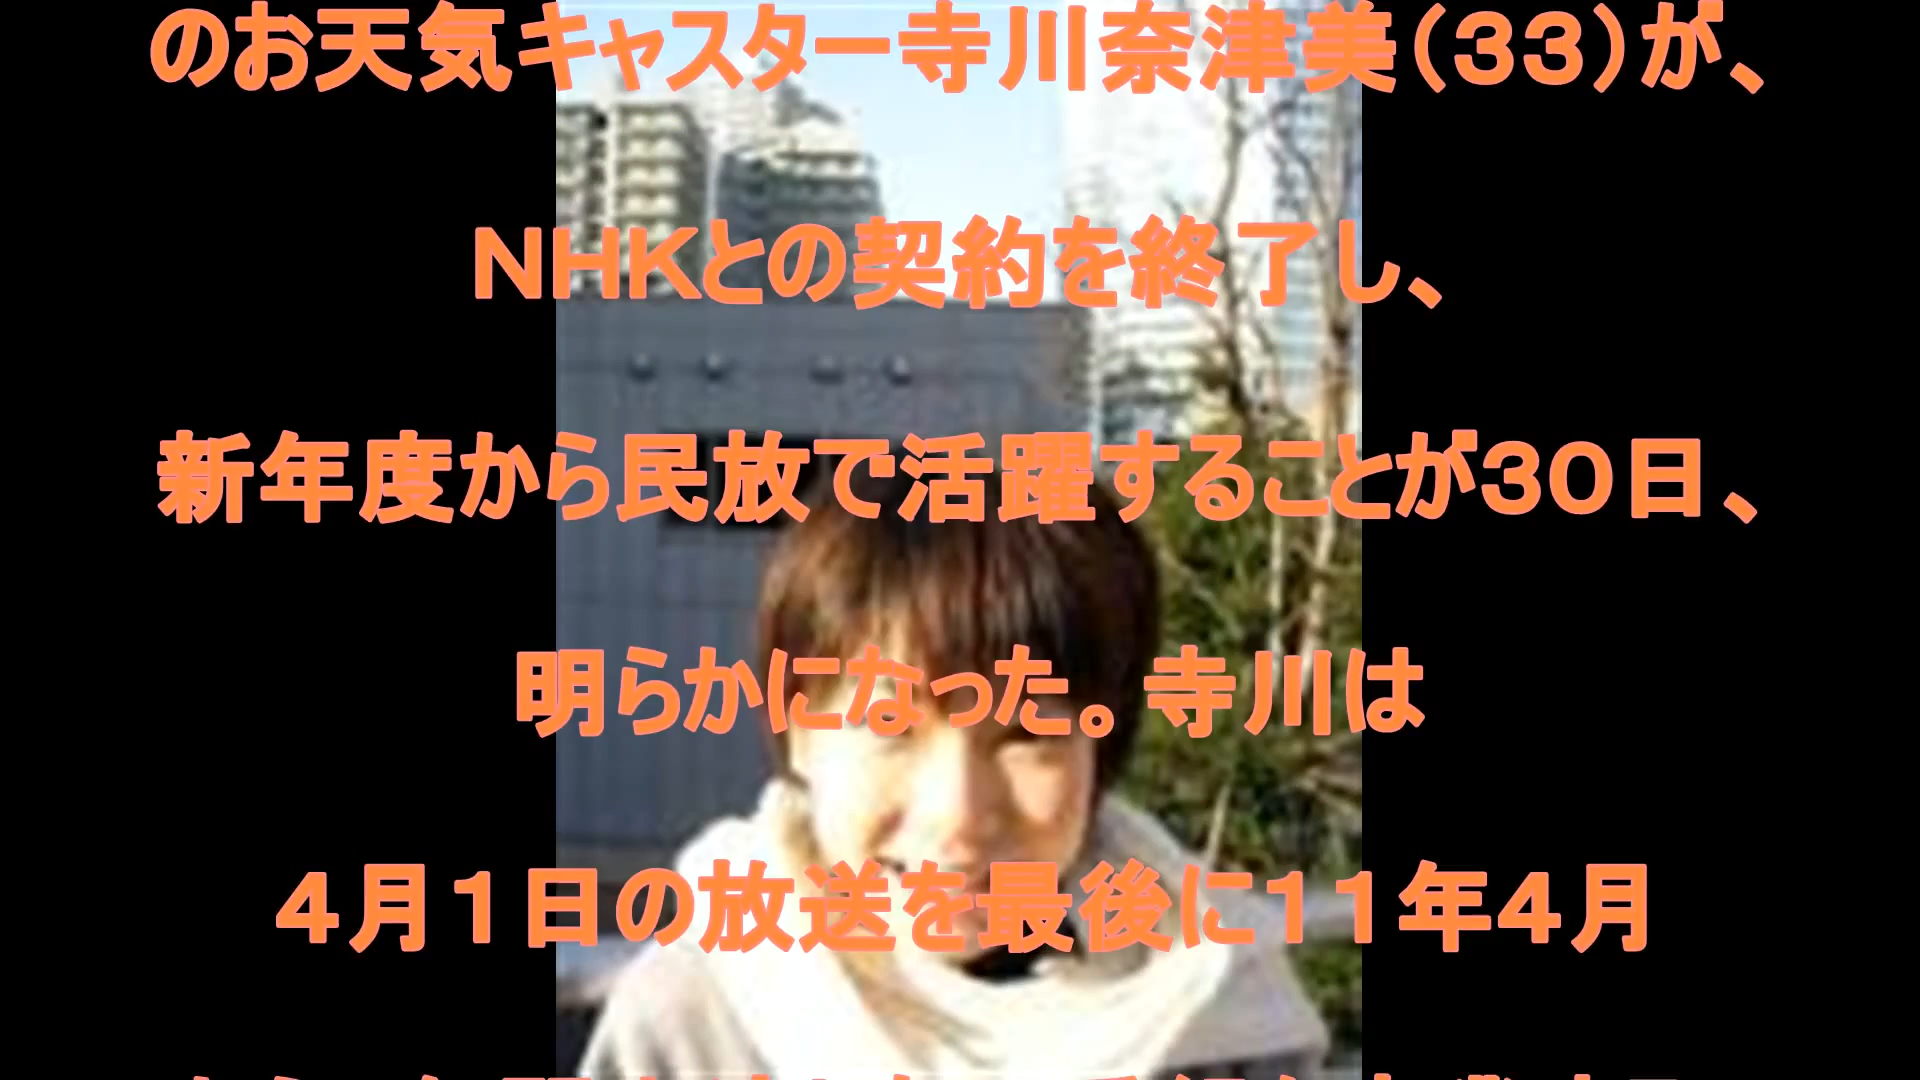 のお天気キャスター寺川奈津美（３３）が、
ＮＨＫとの契約を終了し、
新年度から民放で活躍することが３０日、
明らかになった。寺川は
４月１日の放送を最後に１１年４月